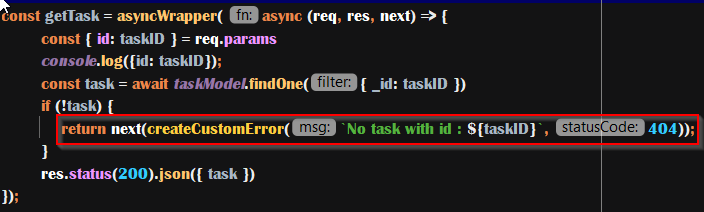 const getTask = asyncWrapper( fn: async (req, res, next) => {
const { id: taskID } = req.params
console.log({id: taskID});
const task = await taskModel.findOne( filter: { _id: taskID })
if (!task) {
return next(createCustomError( msg: `No task with id : ${taskID}`, statusCode: 404));
}
res.status(200).json({ task })
});